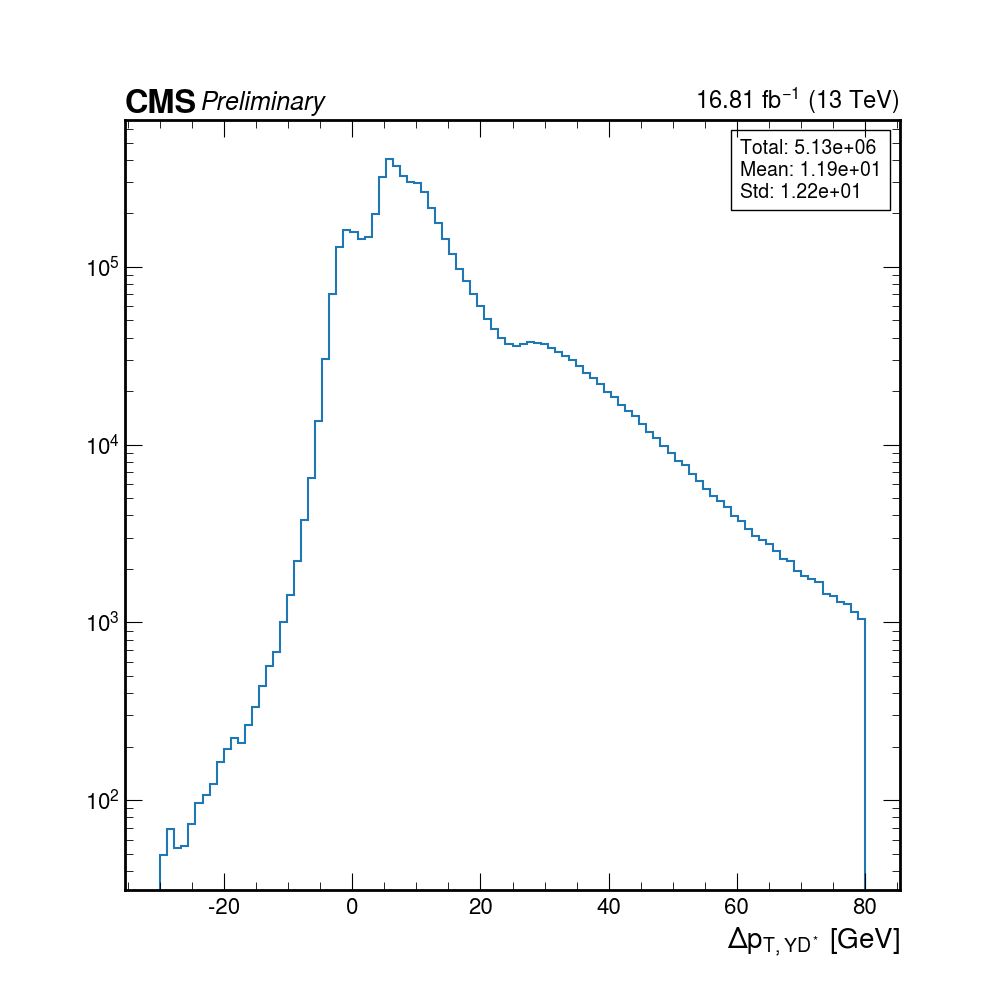 CMS Preliminary 16.81 fb⁻¹ (13 TeV)
Total: 5.13e+06
Mean: 1.19e+01
Std: 1.22e+01
10⁵
10⁴
10³
10²
-20 0 20 40 60 80
Δp_{T, YD*} [GeV]